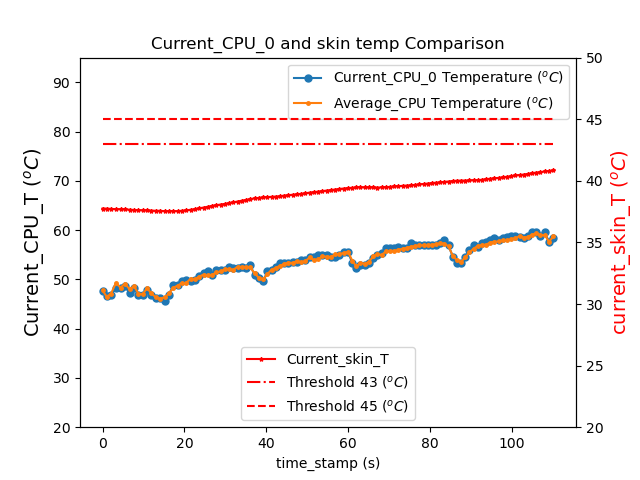 Current_CPU_0 and skin temp Comparison
Current_CPU_T (°C)
90
80
70
60
50
40
30
20
Current_CPU_0 Temperature (°C)
Average_CPU Temperature (°C)
Current_skin_T
Threshold 43 (°C)
Threshold 45 (°C)
50
45
40
35
30
25
20
current_skin_T (°C)
0 20 40 60 80 100
time_stamp (s)